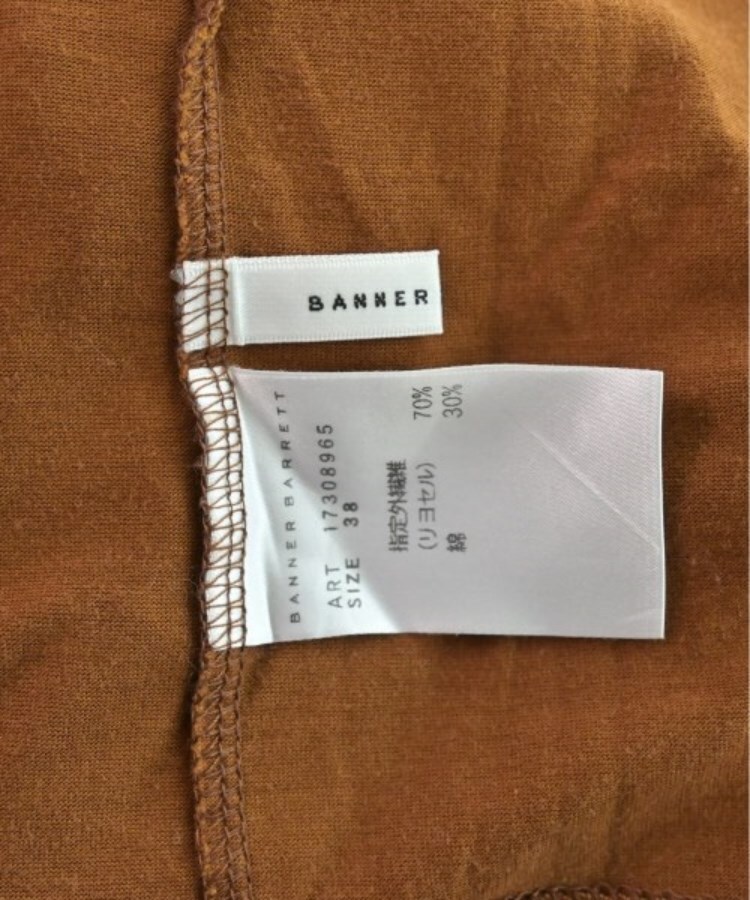 BANNER
BANNER BARRETT
ART 17308965
SIZE 38
指定外繊維
(リヨセル) 70%
綿 30%